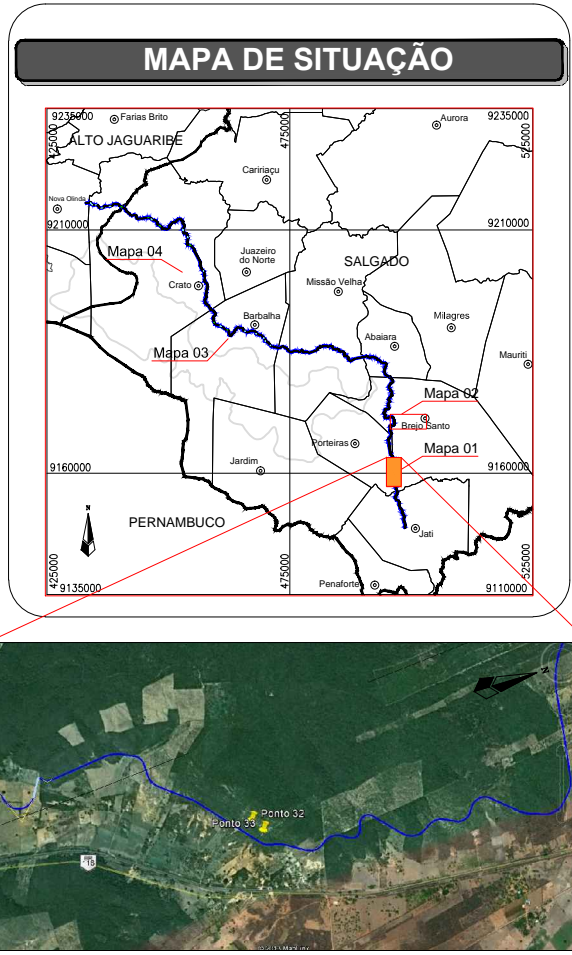 MAPA DE SITUAÇÃO
9235000
Farias Brito
Aurora
9235000
425000
475000
525000
ALTO JAGUARIBE
Caririaçu
Nova Olinda
9210000
9210000
Mapa 04
Juazeiro
do Norte
SALGADO
Crato
Missão Velha
Barbalha
Milagres
Abaiara
Mapa 03
Mauriti
Mapa 02
Brejo Santo
Porteiras
Mapa 01
Jardim
9160000
9160000
N
PERNAMBUCO
Jati
425000
475000
525000
Penaforte
9135000
9110000
N
Ponto 32
Ponto 33